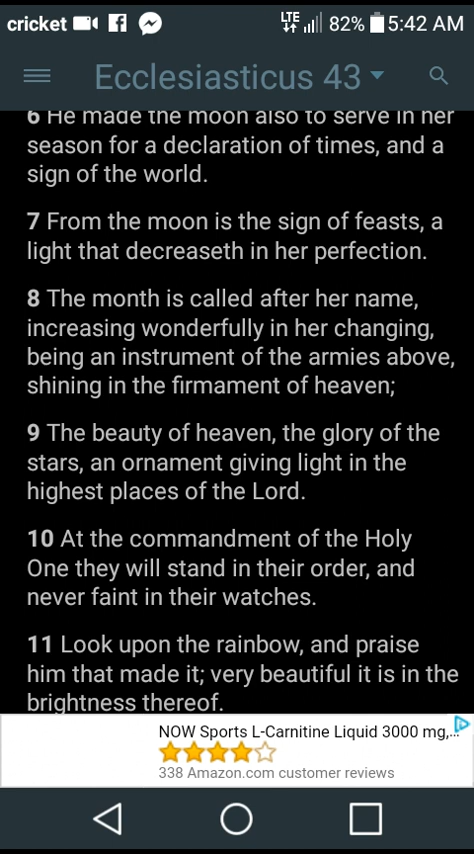 cricket LTE 82% 5:42 AM
Ecclesiasticus 43
6 He made the moon also to serve in her
season for a declaration of times, and a
sign of the world.
7 From the moon is the sign of feasts, a
light that decreaseth in her perfection.
8 The month is called after her name,
increasing wonderfully in her changing,
being an instrument of the armies above,
shining in the firmament of heaven;
9 The beauty of heaven, the glory of the
stars, an ornament giving light in the
highest places of the Lord.
10 At the commandment of the Holy
One they will stand in their order, and
never faint in their watches.
11 Look upon the rainbow, and praise
him that made it; very beautiful it is in the
brightness thereof.
NOW Sports L-Carnitine Liquid 3000 mg,...
338 Amazon.com customer reviews